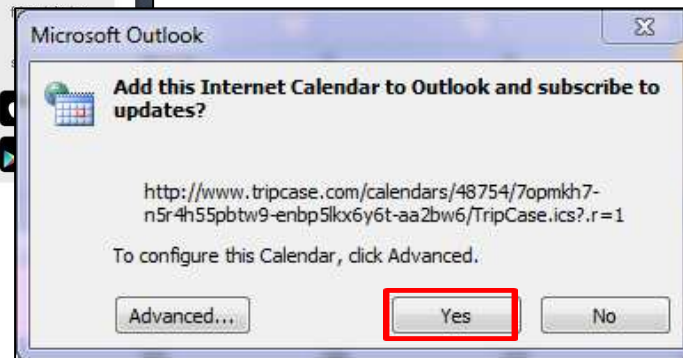 Microsoft Outlook
Add this Internet Calendar to Outlook and subscribe to
updates?
http://www.tripcase.com/calendars/48754/7opmkh7-
n5r4h55pbtw9-enbp5lkx6y6t-aa2bw6/TripCase.ics?.r=1
To configure this Calendar, click Advanced.
Advanced... Yes No